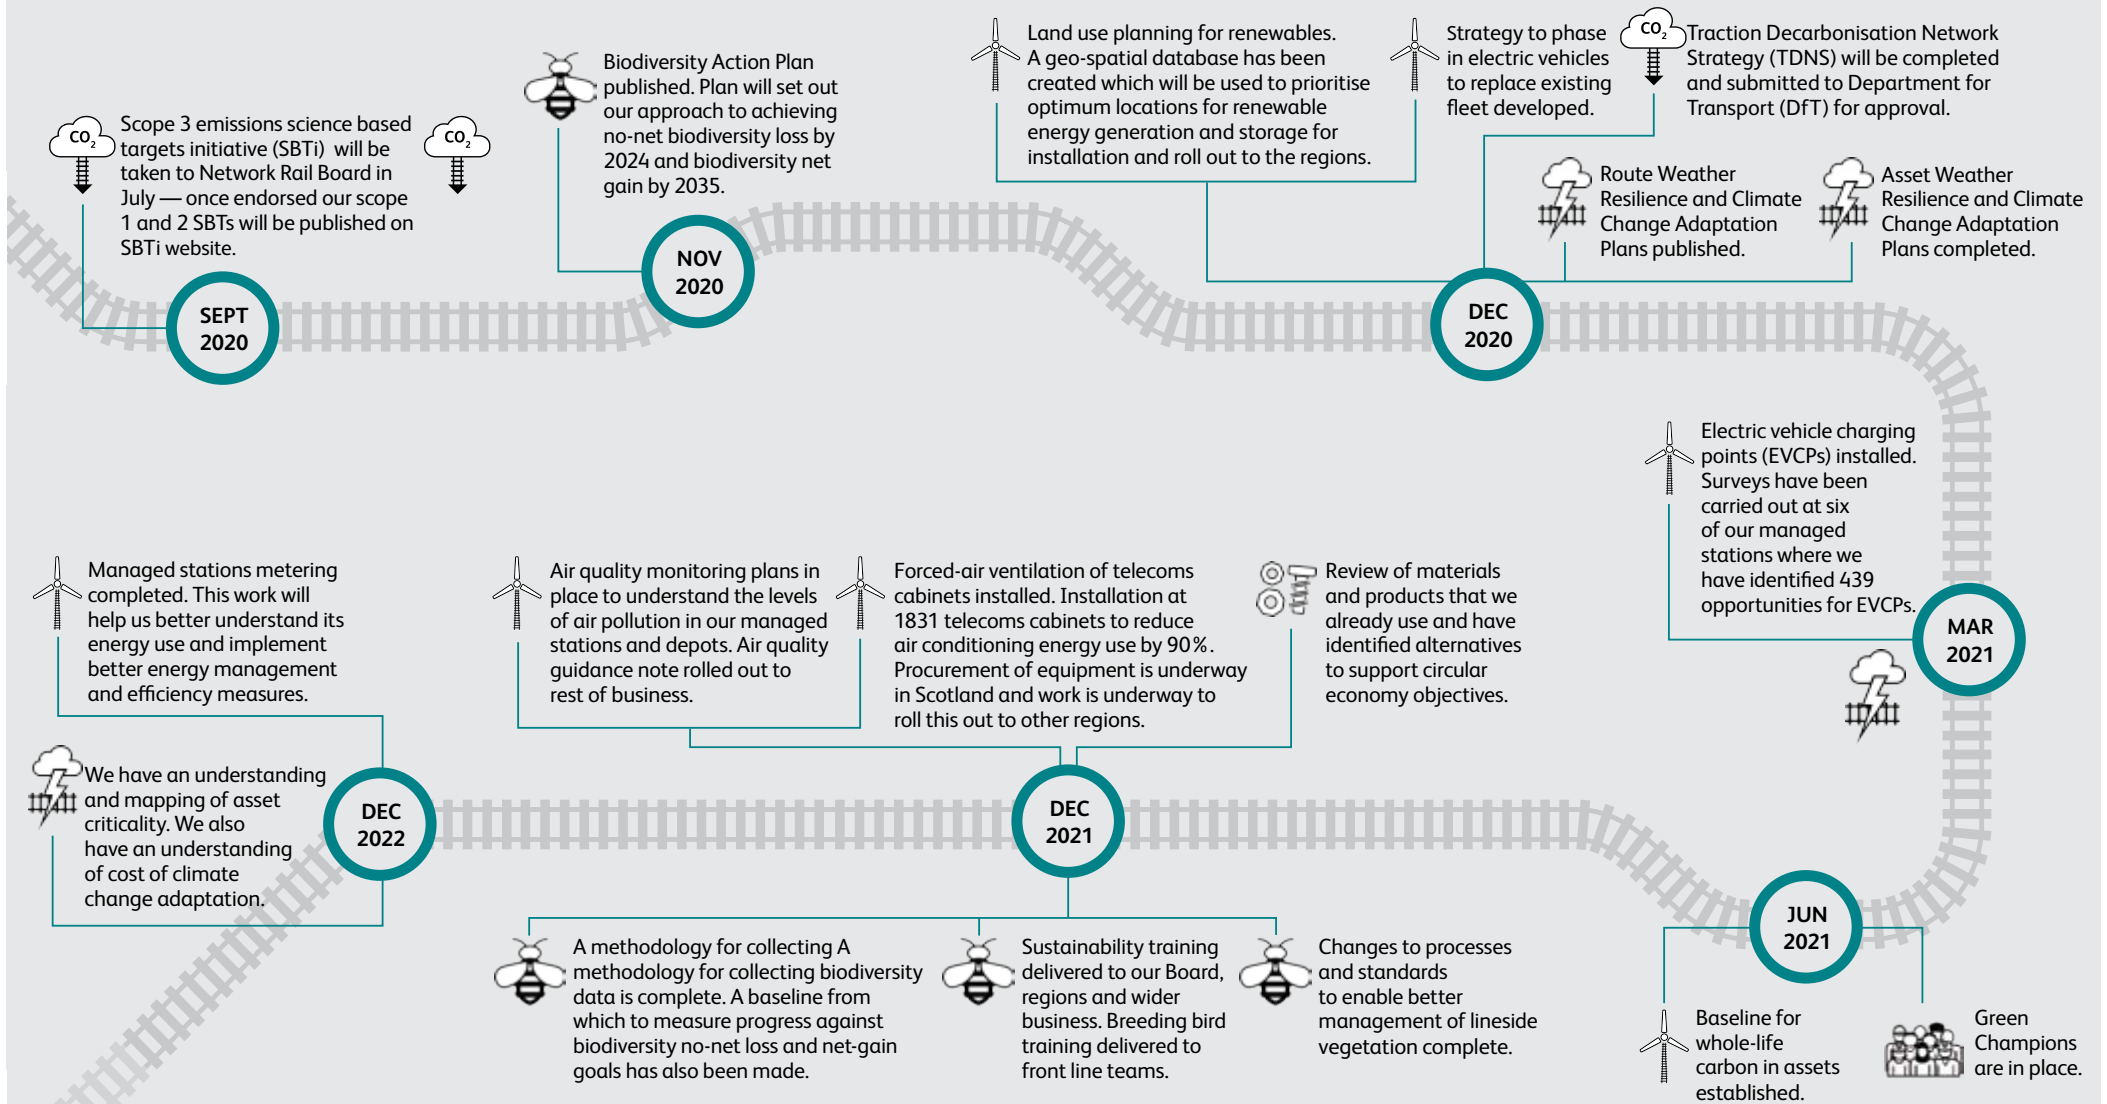 CO2
Scope 3 emissions science based
targets initiative (SBTi) will be
taken to Network Rail Board in
July — once endorsed our scope
1 and 2 SBTs will be published on
SBTi website.
SEPT
2020
CO2
Biodiversity Action Plan
published. Plan will set out
our approach to achieving
no-net biodiversity loss by
2024 and biodiversity net
gain by 2035.
NOV
2020
Land use planning for renewables.
A geo-spatial database has been
created which will be used to prioritise
optimum locations for renewable
energy generation and storage for
installation and roll out to the regions.
Strategy to phase
in electric vehicles
to replace existing
fleet developed.
CO2
Traction Decarbonisation Network
Strategy (TDNS) will be completed
and submitted to Department for
Transport (DfT) for approval.
Route Weather
Resilience and Climate
Change Adaptation
Plans published.
Asset Weather
Resilience and Climate
Change Adaptation
Plans completed.
DEC
2020
Electric vehicle charging
points (EVCPs) installed.
Surveys have been
carried out at six
of our managed
stations where we
have identified 439
opportunities for EVCPs.
MAR
2021
Baseline for
whole-life
carbon in assets
established.
Green
Champions
are in place.
JUN
2021
Air quality monitoring plans in
place to understand the levels
of air pollution in our managed
stations and depots. Air quality
guidance note rolled out to
rest of business.
Forced-air ventilation of telecoms
cabinets installed. Installation at
1831 telecoms cabinets to reduce
air conditioning energy use by 90%.
Procurement of equipment is underway
in Scotland and work is underway to
roll this out to other regions.
Review of materials
and products that we
already use and have
identified alternatives
to support circular
economy objectives.
DEC
2021
A methodology for collecting A
methodology for collecting biodiversity
data is complete. A baseline from
which to measure progress against
biodiversity no-net loss and net-gain
goals has also been made.
Sustainability training
delivered to our Board,
regions and wider
business. Breeding bird
training delivered to
front line teams.
Changes to processes
and standards
to enable better
management of lineside
vegetation complete.
Managed stations metering
completed. This work will
help us better understand its
energy use and implement
better energy management
and efficiency measures.
We have an understanding
and mapping of asset
criticality. We also
have an understanding
of cost of climate
change adaptation.
DEC
2022